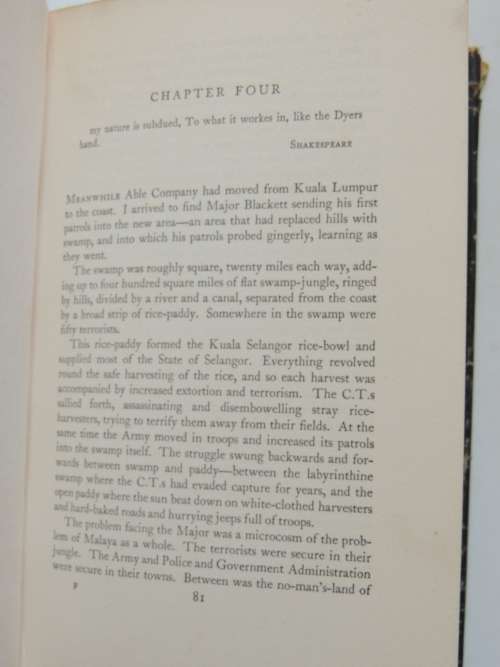 CHAPTER FOUR
my nature is subdued, To what it workes in, like the Dyers
hand.
SHAKESPEARE
MEANWHILE Able Company had moved from Kuala Lumpur
to the coast. I arrived to find Major Blackett sending his first
patrols into the new area—an area that had replaced hills with
swamp, and into which his patrols probed gingerly, learning as
they went.
The swamp was roughly square, twenty miles each way, add-
ing up to four hundred square miles of flat swamp-jungle, ringed
by hills, divided by a river and a canal, separated from the coast
by a broad strip of rice-paddy. Somewhere in the swamp were
fifty terrorists.
This rice-paddy formed the Kuala Selangor rice-bowl and
supplied most of the State of Selangor. Everything revolved
round the safe harvesting of the rice, and so each harvest was
accompanied by increased extortion and terrorism. The C.T.s
sallied forth, assassinating and disembowelling stray rice-
harvesters, trying to terrify them away from their fields. At the
same time the Army moved in troops and increased its patrols
into the swamp itself. The struggle swung backwards and for-
wards between swamp and paddy—between the labyrinthine
swamp where the C.T.s had evaded capture for years, and the
open paddy where the sun beat down on white-clothed harvesters
and hard-baked roads and hurrying jeeps full of troops.
The problem facing the Major was a microcosm of the prob-
lem of Malaya as a whole. The terrorists were secure in their
jungle. The Army and Police and Government Administration
were secure in their towns. Between was the no-man's-land of
F
81